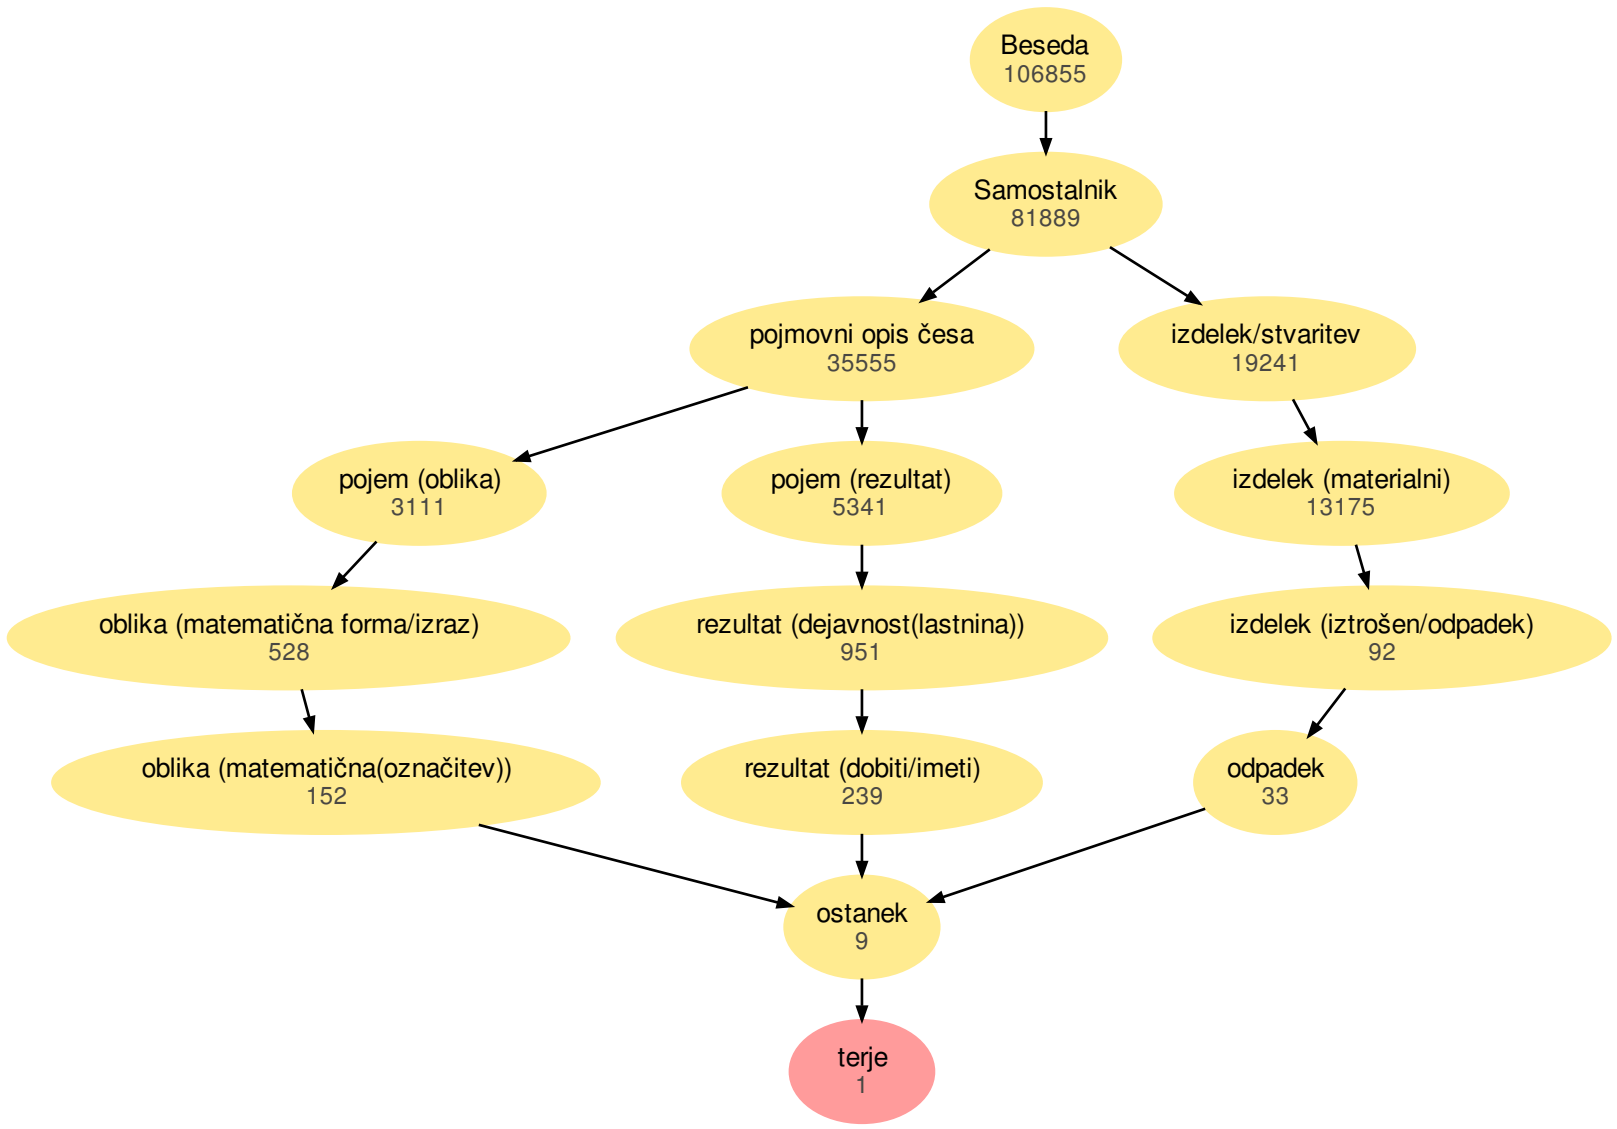 Beseda
106855
Samostalnik
81889
pojmovni opis česa
35555
izdelek/stvaritev
19241
pojem (oblika)
3111
pojem (rezultat)
5341
izdelek (materialni)
13175
oblika (matematična forma/izraz)
528
rezultat (dejavnost(lastnina))
951
izdelek (iztrošen/odpadek)
92
oblika (matematična(označitev))
152
rezultat (dobiti/imeti)
239
odpadek
33
ostanek
9
terje
1